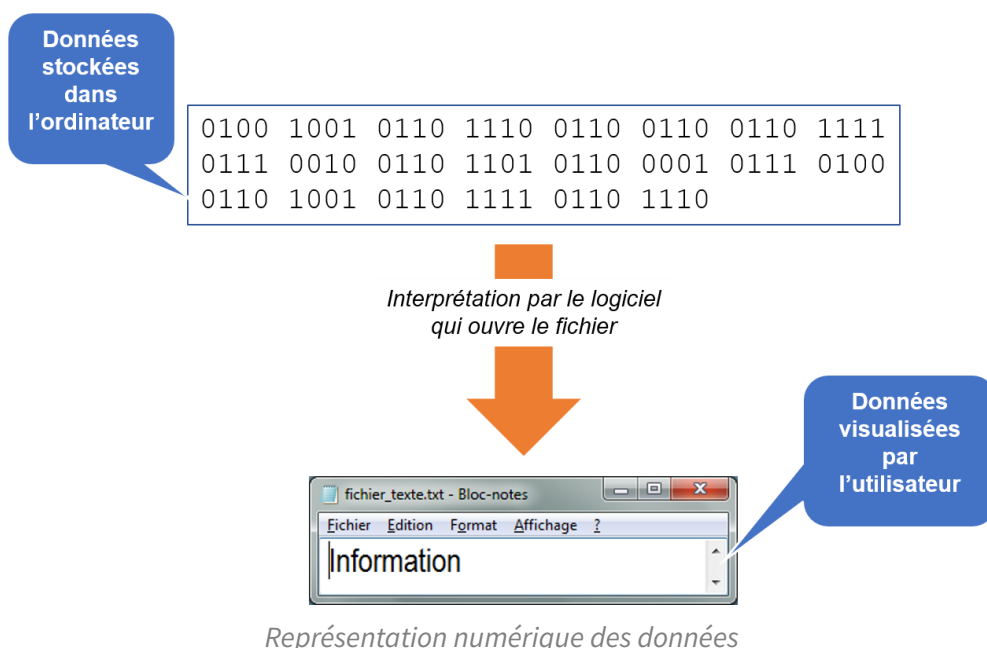 Données
stockées
dans
l'ordinateur
0100 1001 0110 1110 0110 0110 0110 1111
0111 0010 0110 1101 0110 0001 0111 0100
0110 1001 0110 1111 0110 1110
Interprétation par le logiciel
qui ouvre le fichier
Données
visualisées
par
l'utilisateur
fichier_texte.txt - Bloc-notes
Fichier Edition Format Affichage ?
Information
Représentation numérique des données